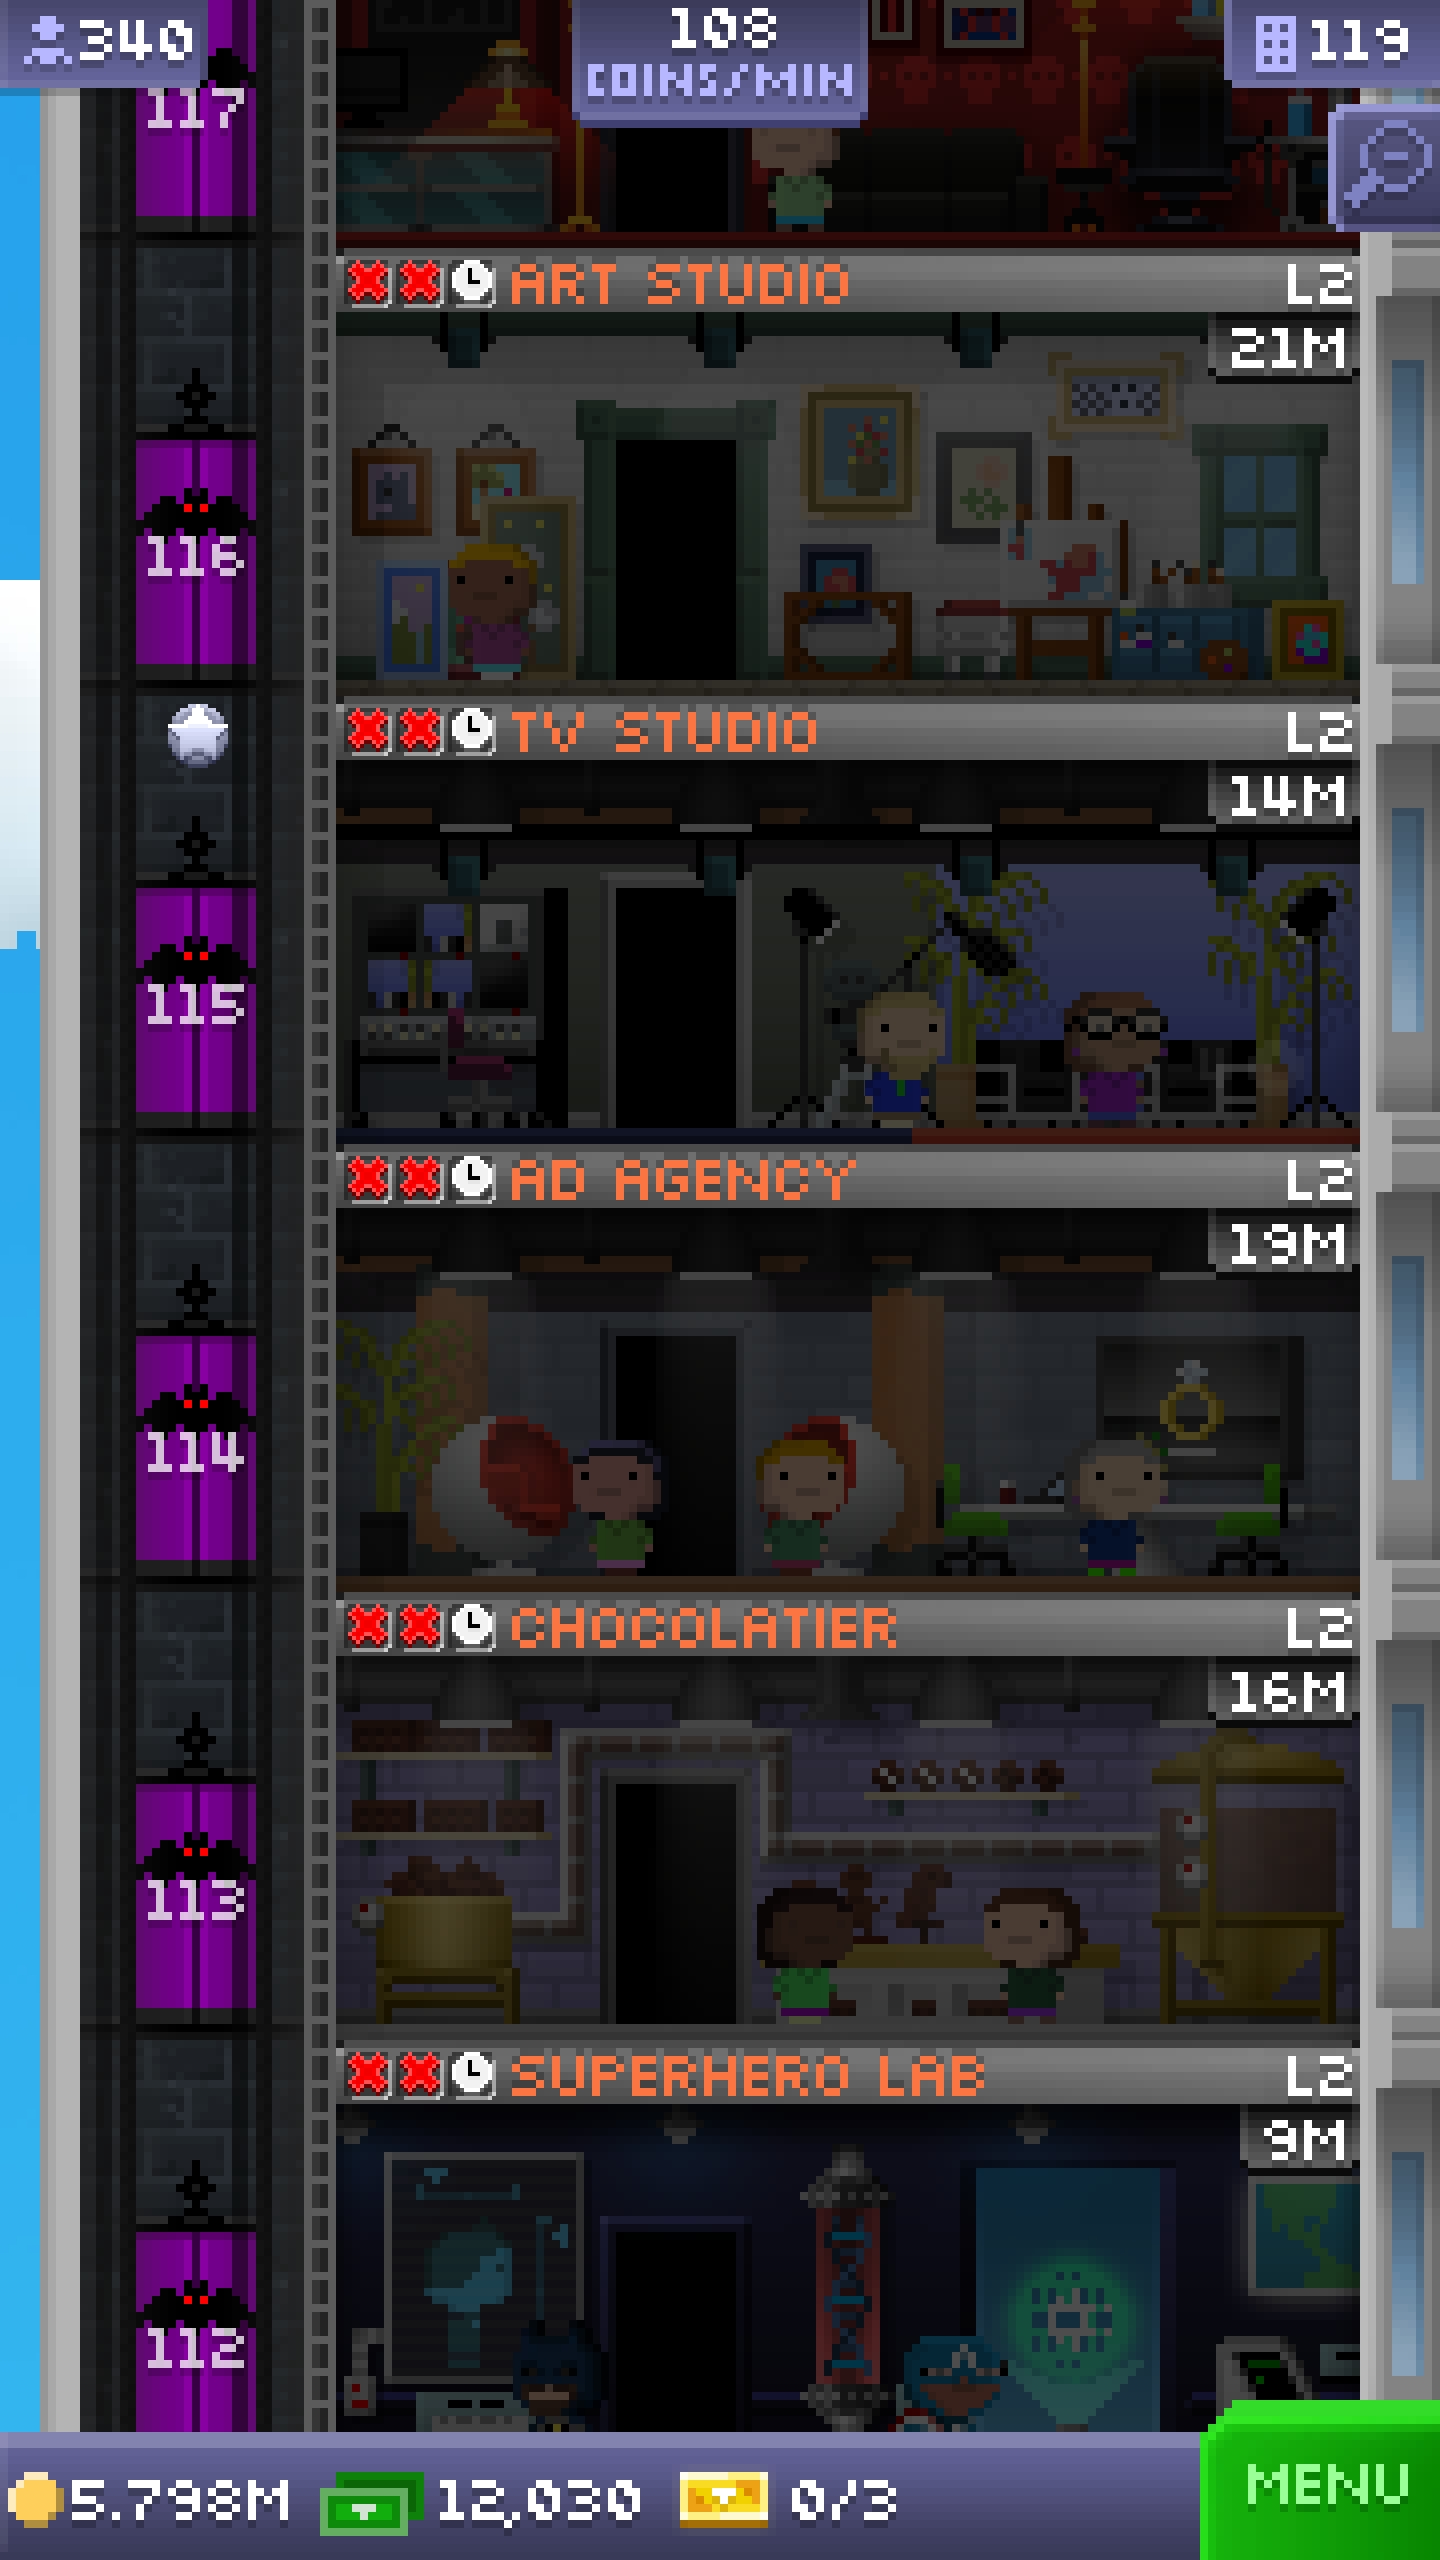 340
108
COINS/MIN
119
117
ART STUDIO L2
21M
116
TV STUDIO L2
14M
115
AD AGENCY L2
19M
114
CHOCOLATIER L2
16M
113
SUPERHERO LAB L2
9M
112
5.798M 12,030 0/3
MENU